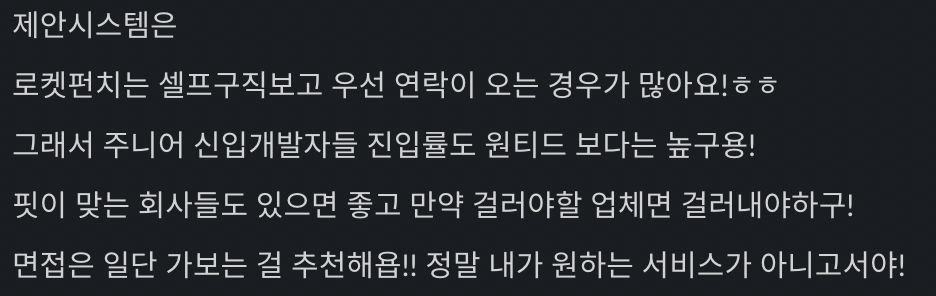 제안시스템은
로켓펀치는 셀프구직보고 우선 연락이 오는 경우가 많아요!ㅎㅎ
그래서 주니어 신입개발자들 진입률도 원티드 보다는 높구용!
핏이 맞는 회사들도 있으면 좋고 만약 걸러야할 업체면 걸러내야하구!
면접은 일단 가보는 걸 추천해욥!! 정말 내가 원하는 서비스가 아니고서야!